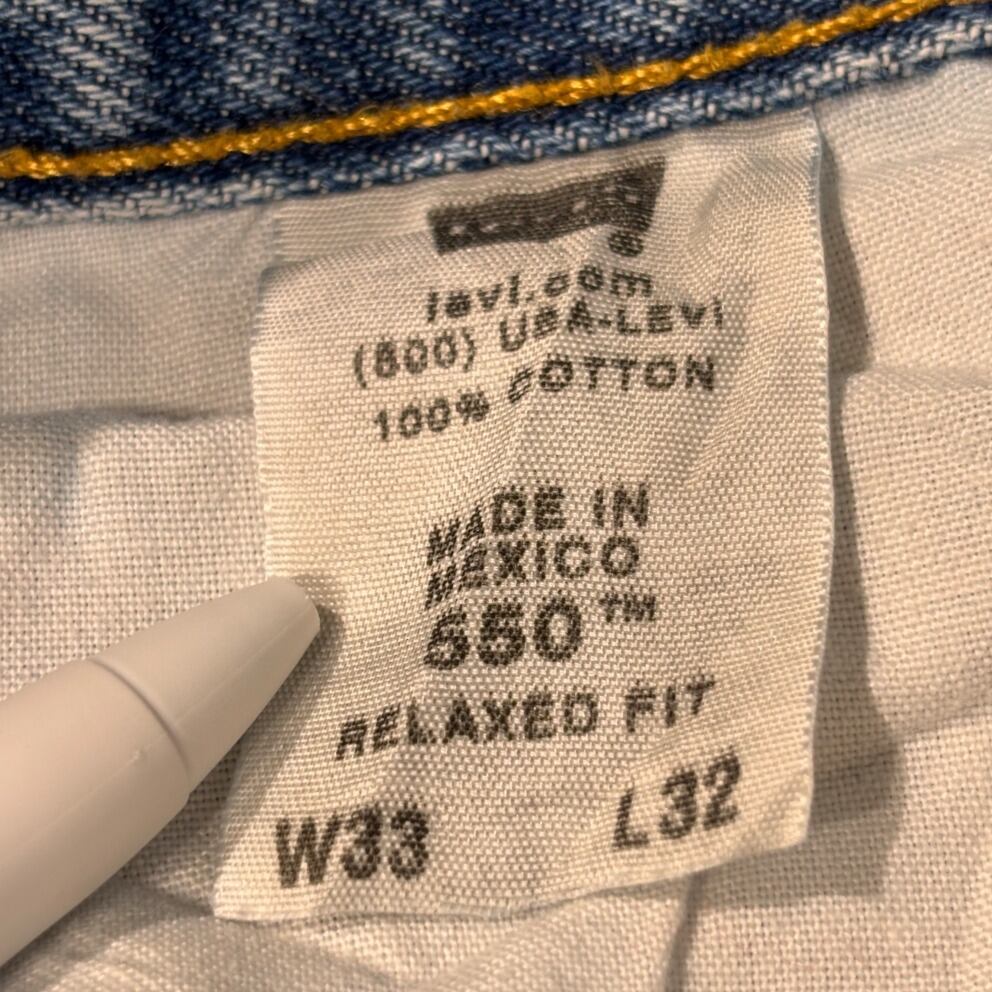 levi.com
(800) USA-LEVI
100% COTTON
MADE IN
MEXICO
550™
RELAXED FIT
W33 L32